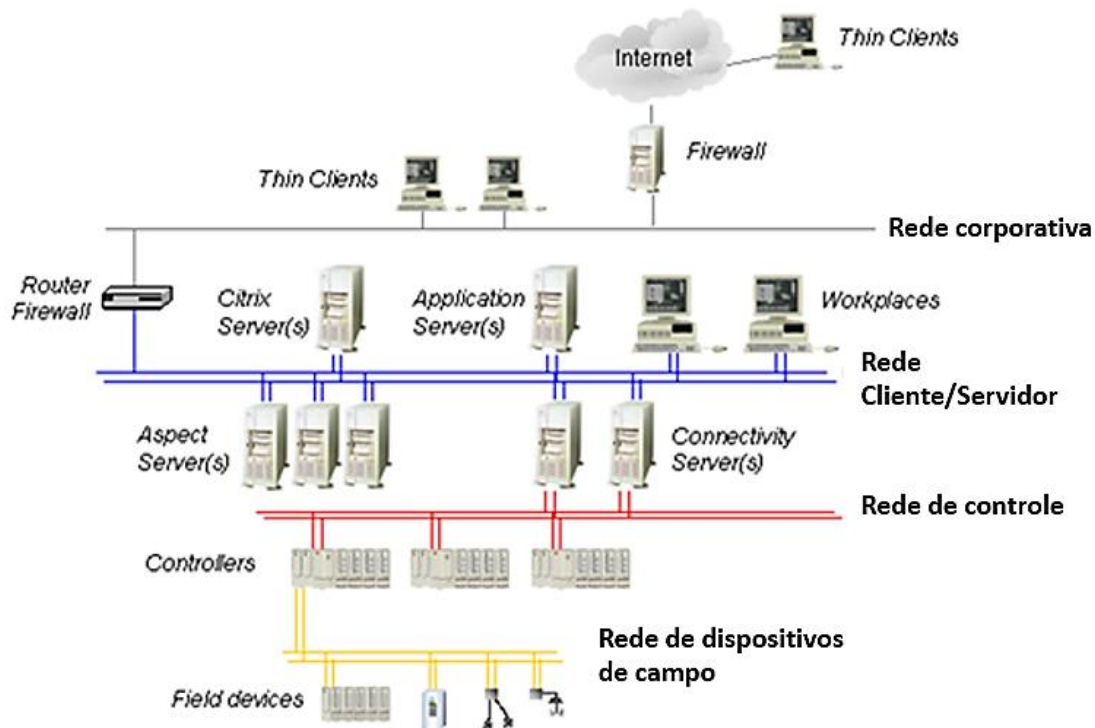 Internet
Thin Clients
Firewall
Thin Clients
Rede corporativa
Router
Firewall
Citrix
Server(s)
Application
Server(s)
Workplaces
Rede
Cliente/Servidor
Aspect
Server(s)
Connectivity
Server(s)
Rede de controle
Controllers
Rede de dispositivos
de campo
Field devices